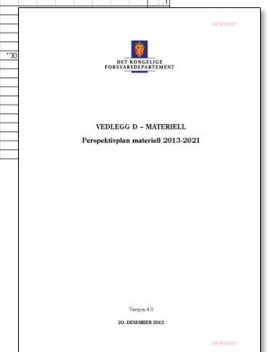 DET KONGELIGE
FORSVARSDEPARTEMENT
VEDLEGG D – MATERIELL
Perspektivplan materiell 2013-2021
Versjon 4.0
20. DESEMBER 2012